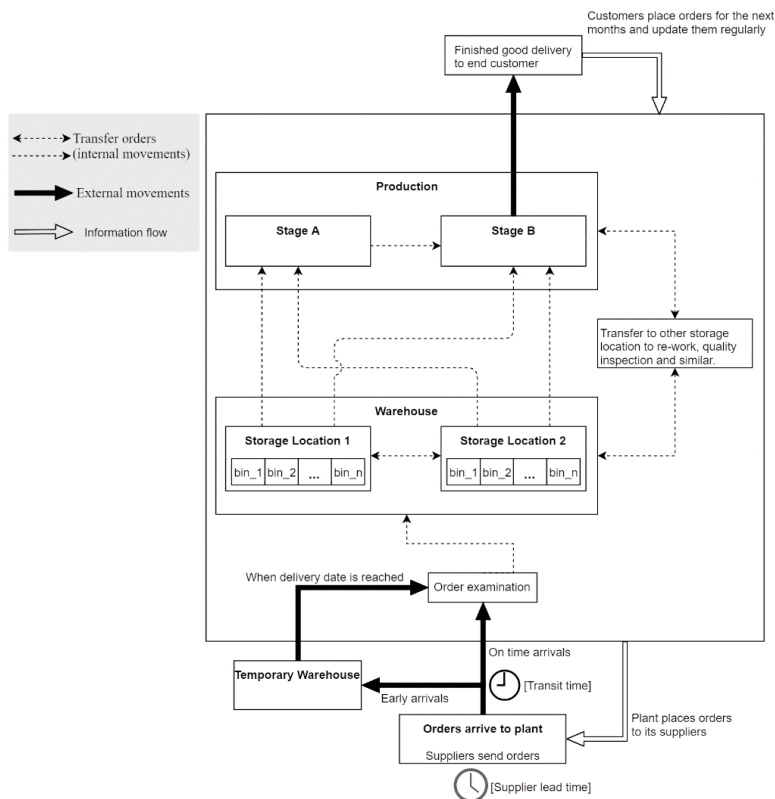 Customers place orders for the next
months and update them regularly
Finished good delivery
to end customer
Transfer orders
(internal movements)
External movements
Information flow
Production
Stage A
Stage B
Transfer to other storage
location to re-work, quality
inspection and similar.
Warehouse
Storage Location 1
bin_1 bin_2 ... bin_n
Storage Location 2
bin_1 bin_2 ... bin_n
When delivery date is reached
Order examination
On time arrivals
Temporary Warehouse
[Transit time]
Early arrivals
Plant places orders
to its suppliers
Orders arrive to plant
Suppliers send orders
[Supplier lead time]